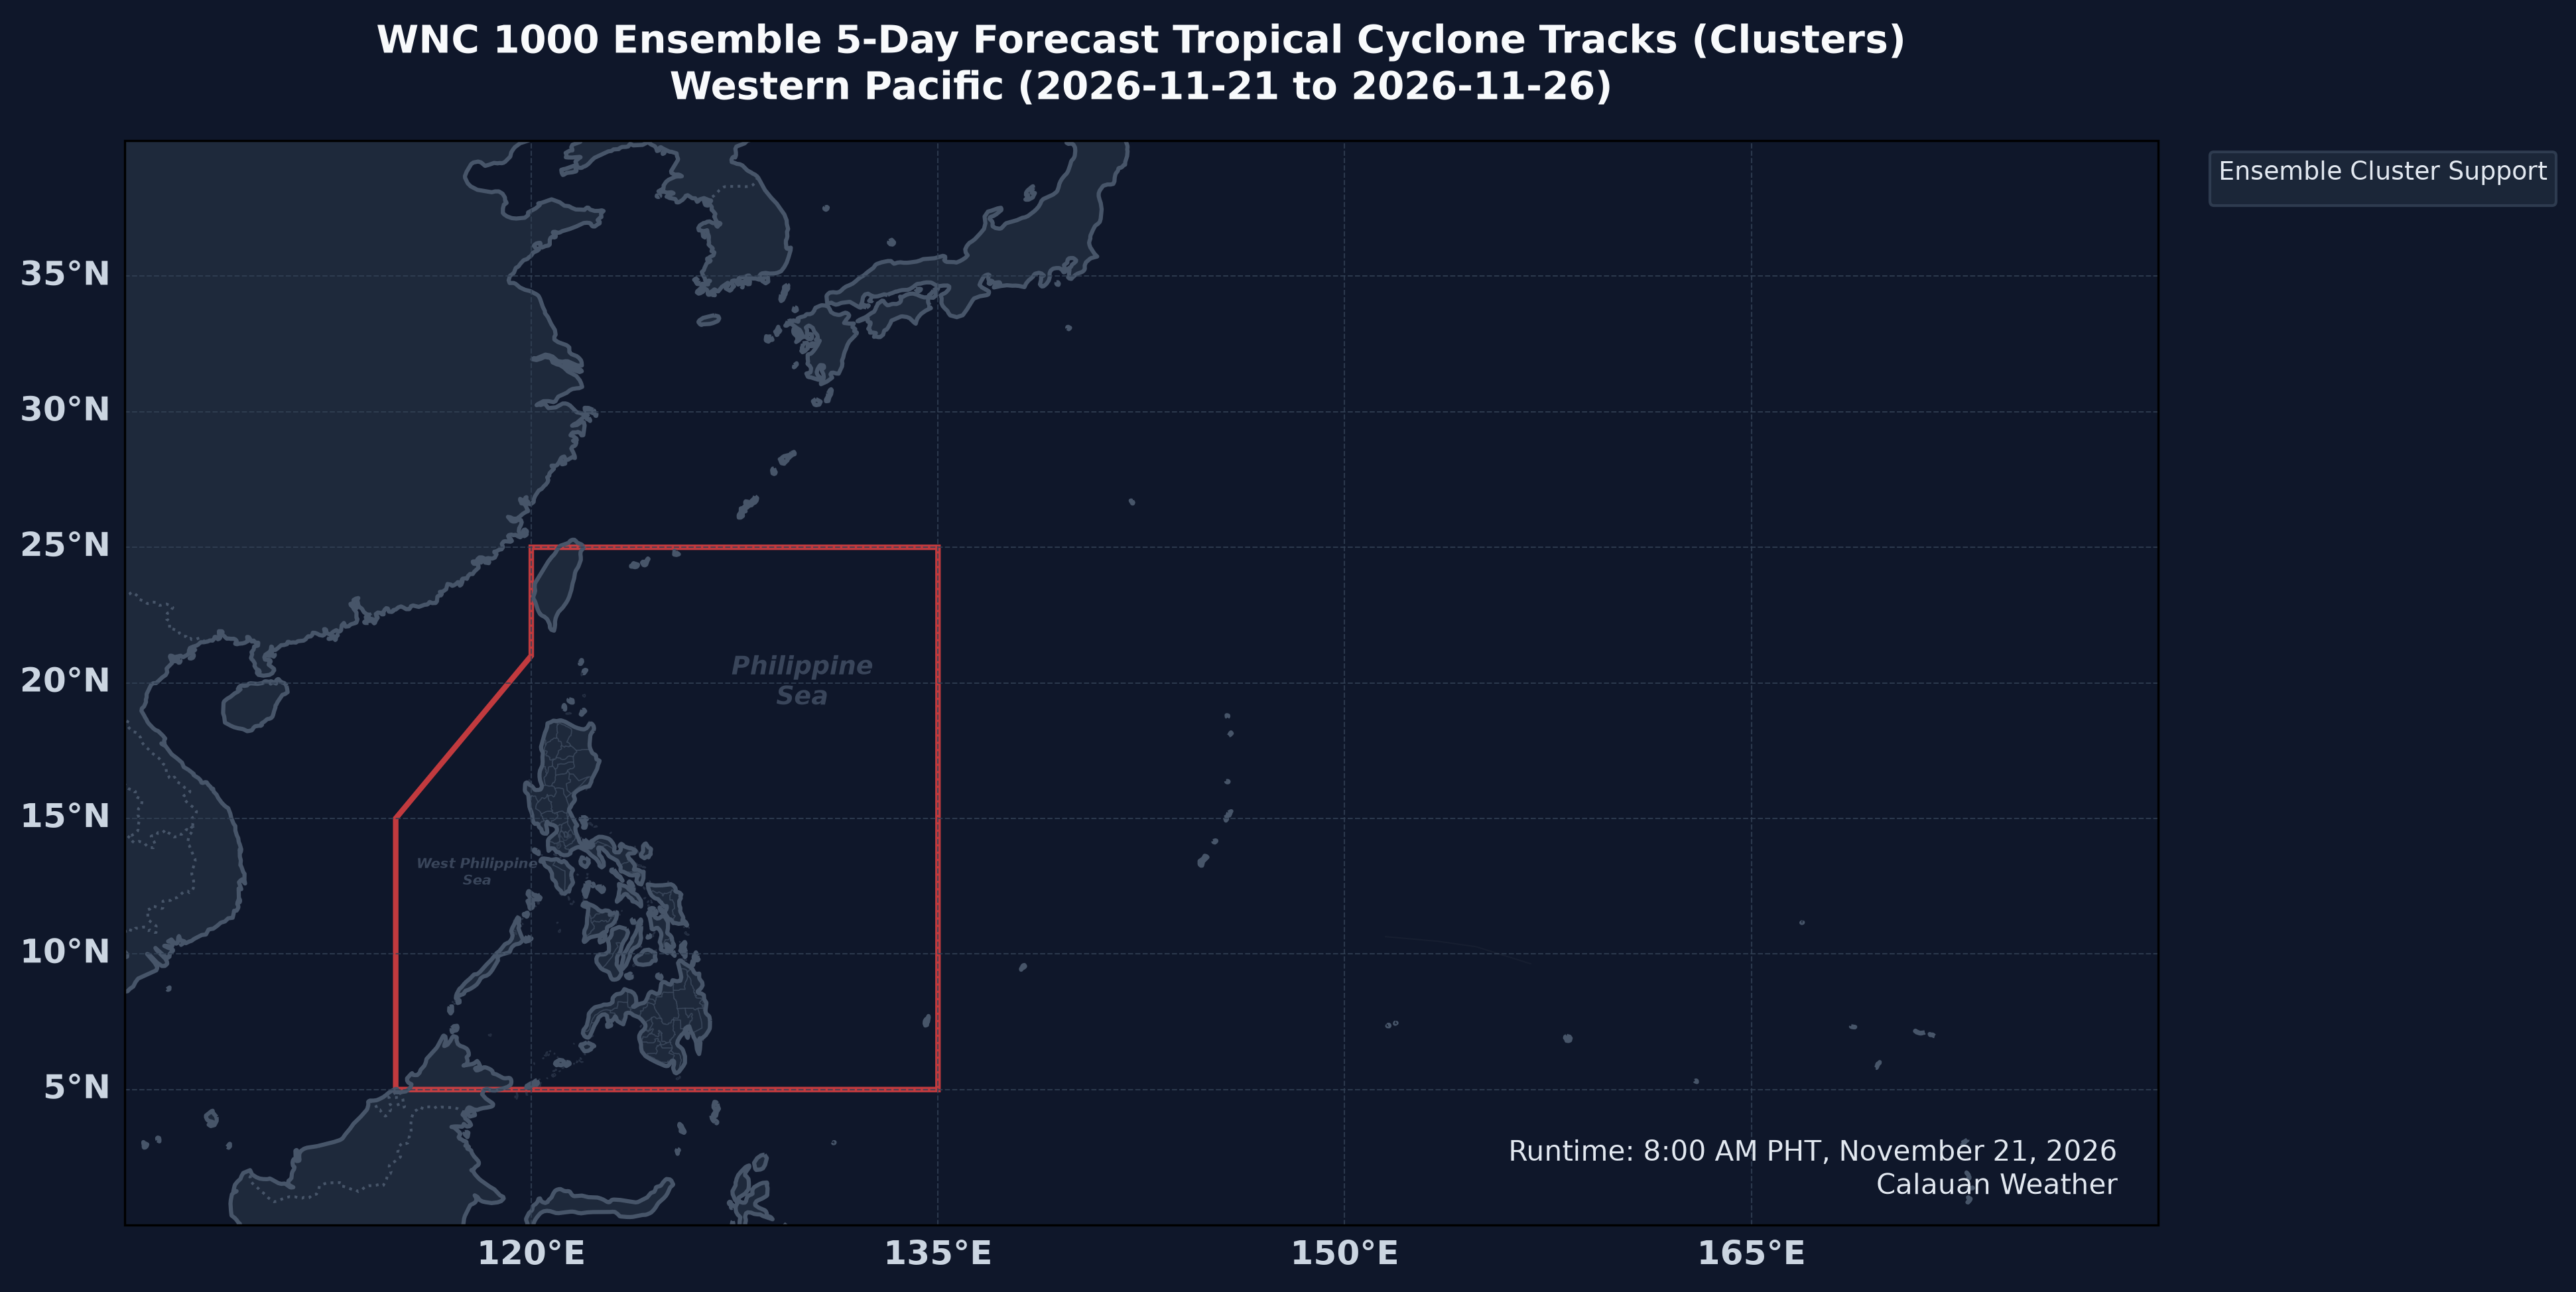 WNC 1000 Ensemble 5-Day Forecast Tropical Cyclone Tracks (Clusters)
Western Pacific (2026-11-21 to 2026-11-26)
Ensemble Cluster Support
35°N
30°N
25°N
20°N
15°N
10°N
5°N
Philippine
Sea
West Philippine
Sea
Runtime: 8:00 AM PHT, November 21, 2026
Calauan Weather
120°E
135°E
150°E
165°E